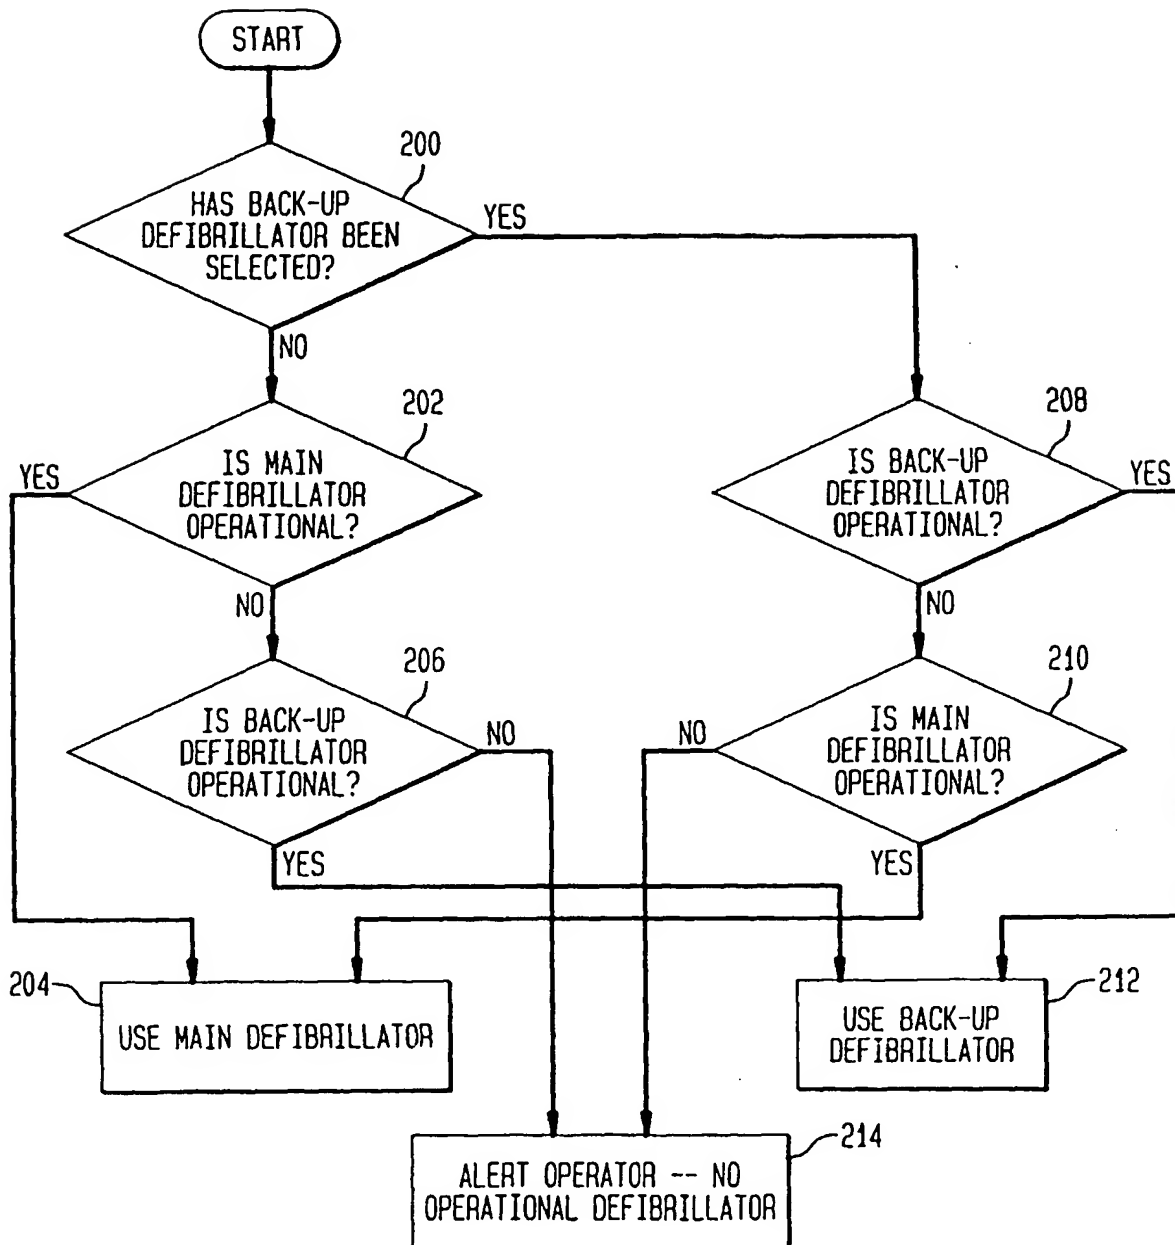 START
200
HAS BACK-UP
DEFIBRILLATOR BEEN
SELECTED?
YES
NO
202
IS MAIN
DEFIBRILLATOR
OPERATIONAL?
YES
NO
208
IS BACK-UP
DEFIBRILLATOR
OPERATIONAL?
YES
NO
206
IS BACK-UP
DEFIBRILLATOR
OPERATIONAL?
NO
YES
210
IS MAIN
DEFIBRILLATOR
OPERATIONAL?
NO
YES
204
USE MAIN DEFIBRILLATOR
212
USE BACK-UP
DEFIBRILLATOR
214
ALERT OPERATOR -- NO
OPERATIONAL DEFIBRILLATOR